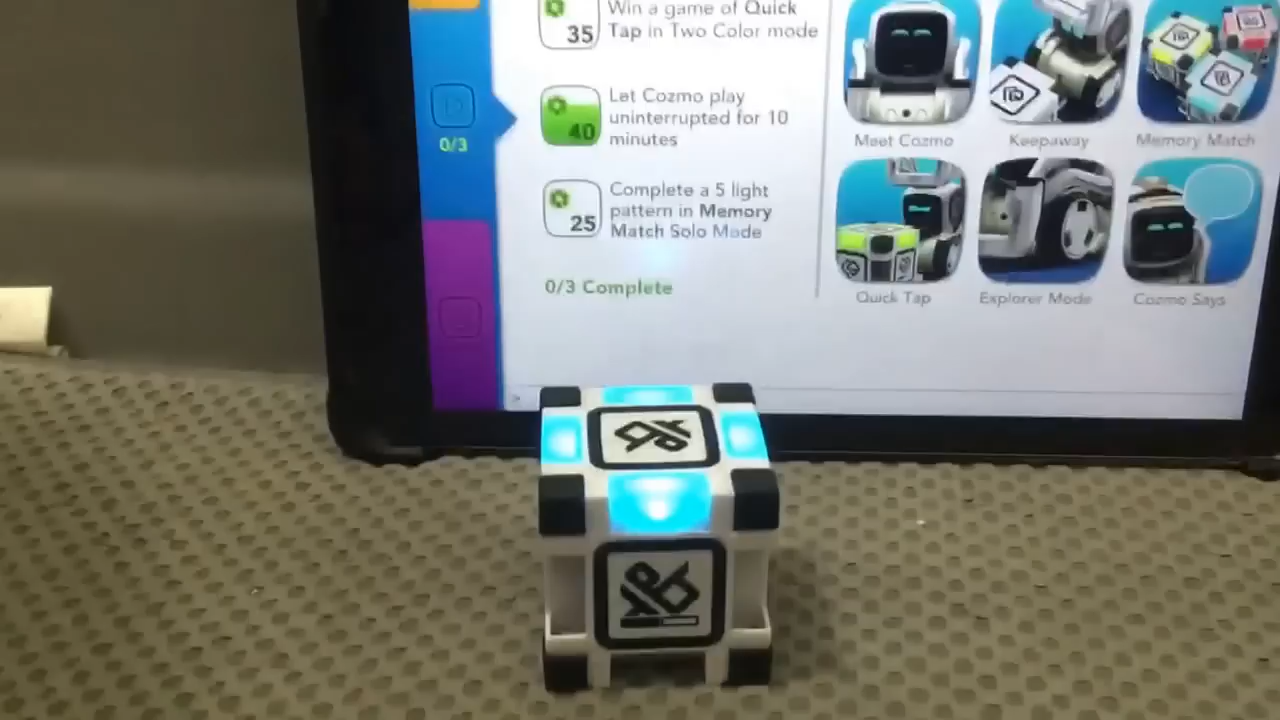 35
Win a game of Quick
Tap in Two Color mode
0/3
40
Let Cozmo play
uninterrupted for 10
minutes
25
Complete a 5 light
pattern in Memory
Match Solo Mode
0/3 Complete
Meet Cozmo
Keepaway
Memory Match
Quick Tap
Explorer Mode
Cozmo Says